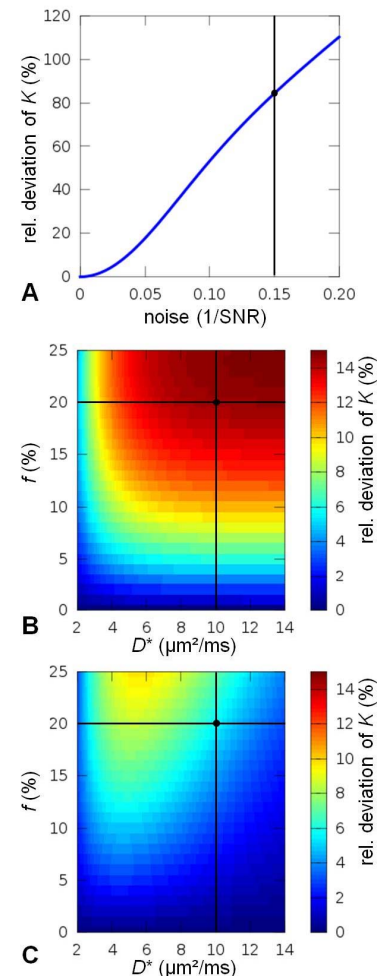 120
100
80
60
40
20
0
rel. deviation of K (%)
0 0.05 0.10 0.15 0.20
noise (1/SNR)
A
25
20
15
10
5
0
f (%)
2 4 6 8 10 12 14
D* (µm²/ms)
14
12
10
8
6
4
2
0
rel. deviation of K (%)
B
25
20
15
10
5
0
f (%)
2 4 6 8 10 12 14
D* (µm²/ms)
14
12
10
8
6
4
2
0
rel. deviation of K (%)
C